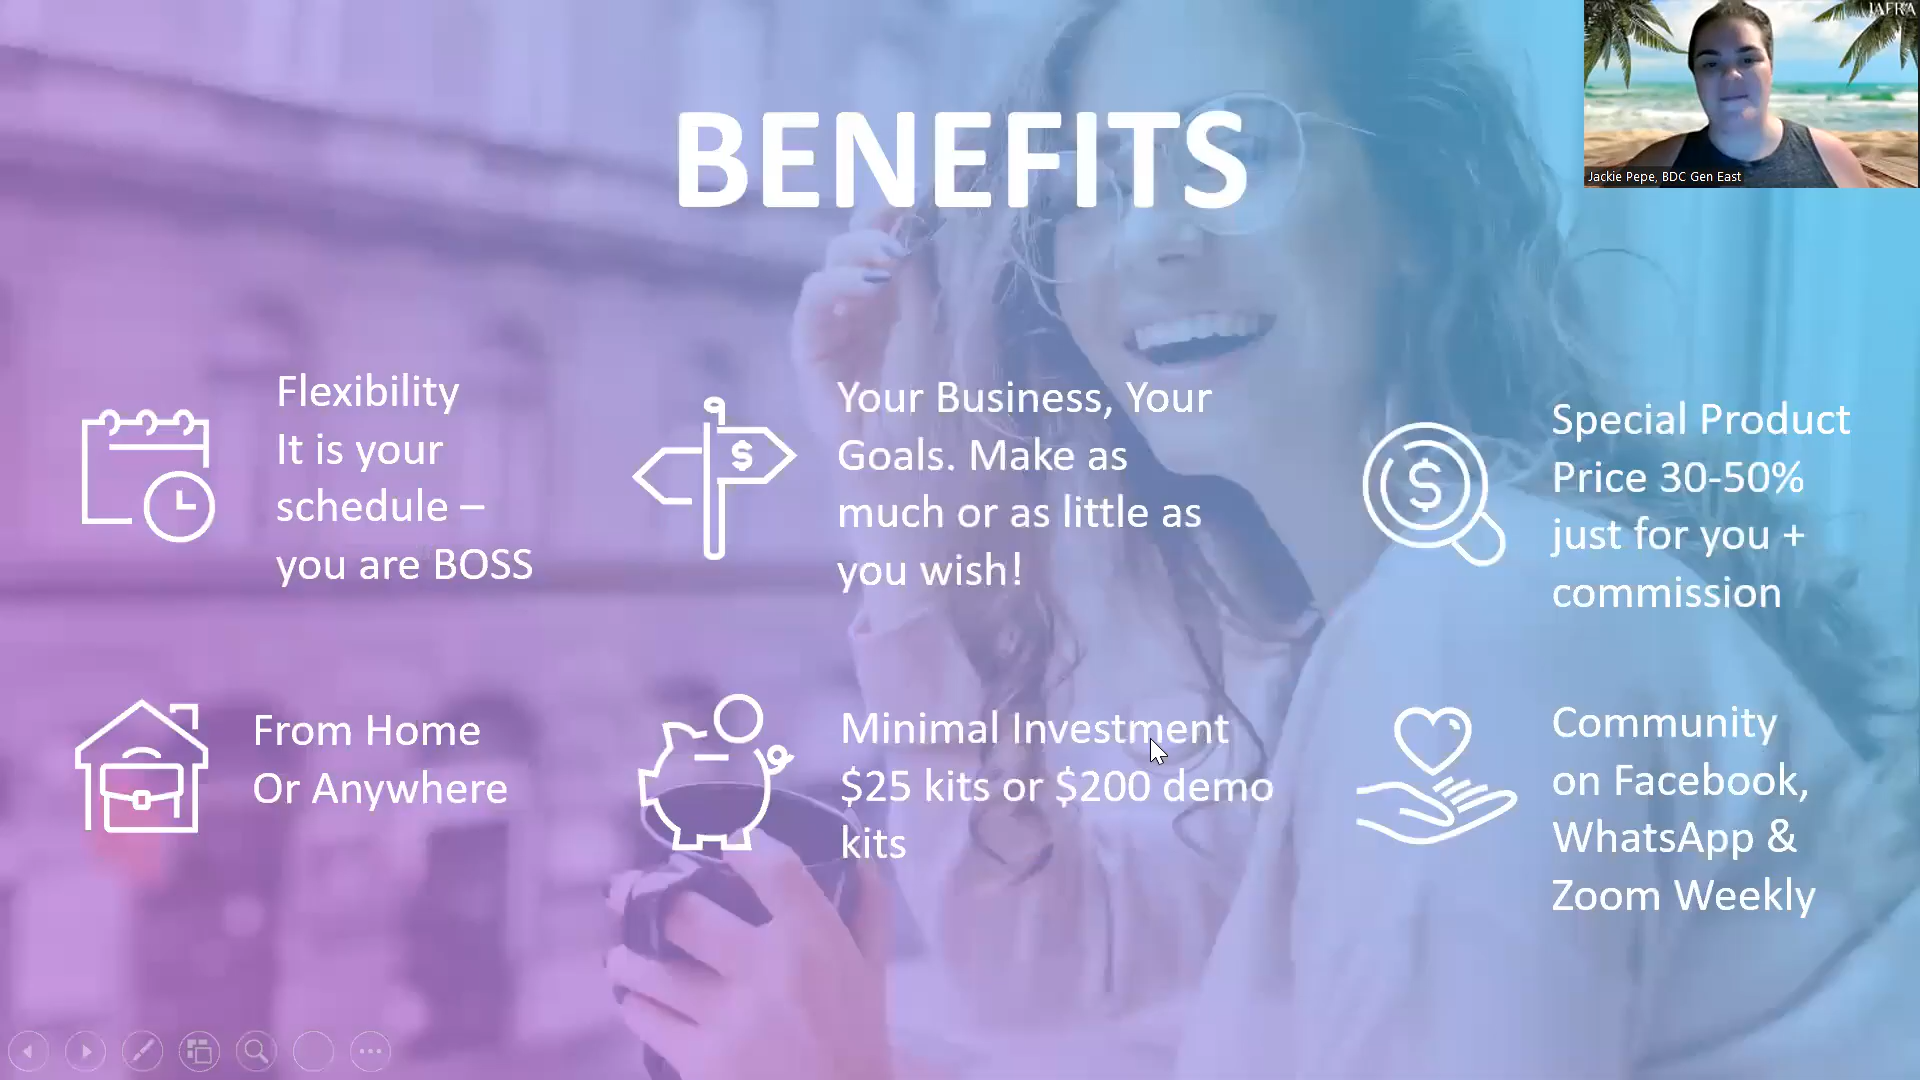 JAFRA
Jackie Pepe, BDC Gen East
BENEFITS
Flexibility
It is your
schedule –
you are BOSS
$
Your Business, Your
Goals. Make as
much or as little as
you wish!
$
Special Product
Price 30-50%
just for you +
commission
From Home
Or Anywhere
Minimal Investment
$25 kits or $200 demo
kits
Community
on Facebook,
WhatsApp &
Zoom Weekly